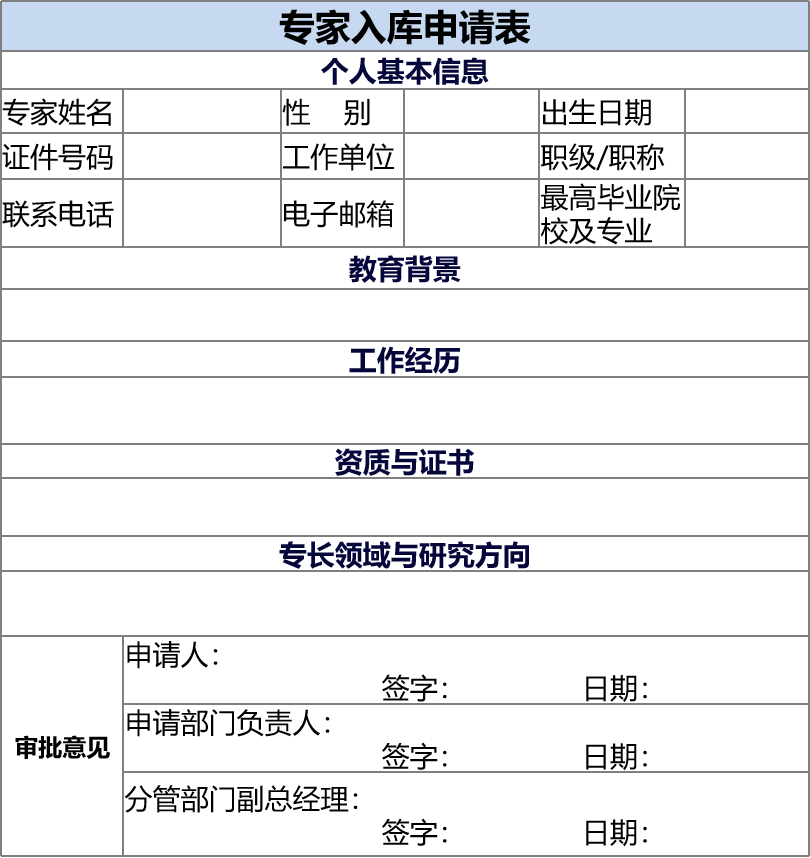 专家入库申请表
个人基本信息
专家姓名 性 别 出生日期
证件号码 工作单位 职级/职称
联系电话 电子邮箱 最高毕业院
校及专业
教育背景
工作经历
资质与证书
专长领域与研究方向
审批意见
申请人：
签字： 日期：
申请部门负责人：
签字： 日期：
分管部门副总经理：
签字： 日期：